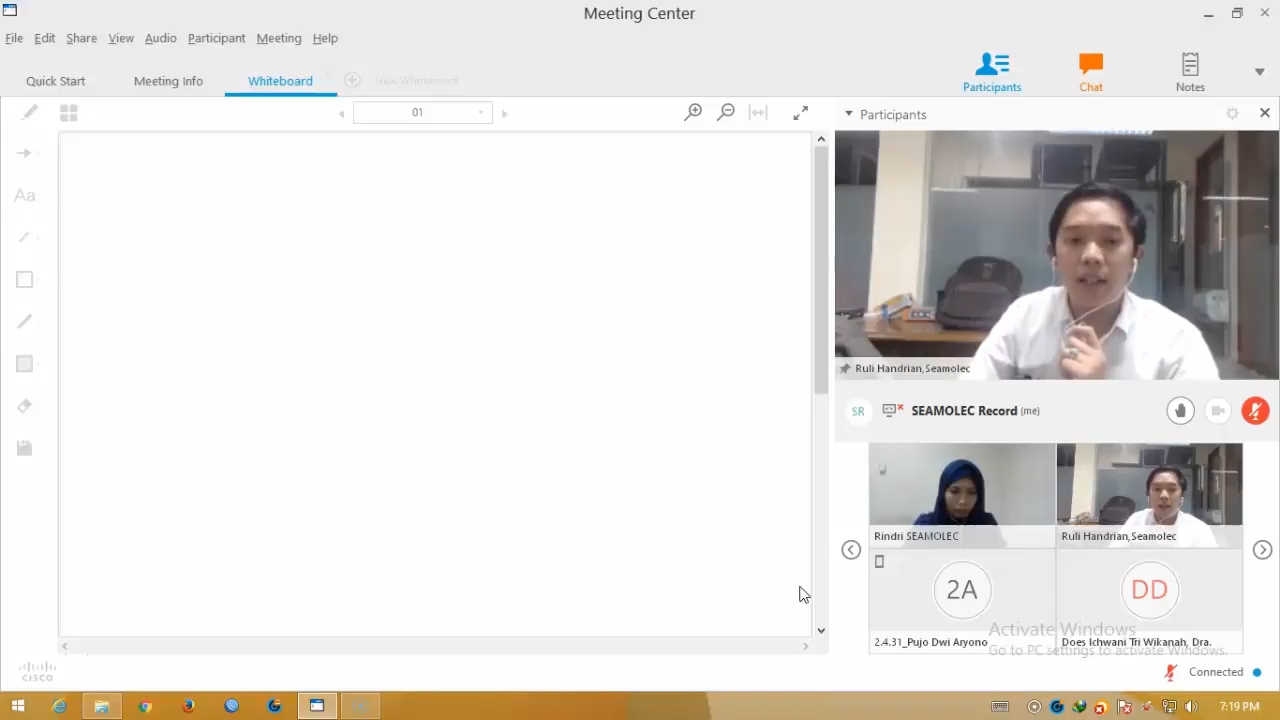 Meeting Center
File Edit Share View Audio Participant Meeting Help
Quick Start Meeting Info Whiteboard New Whiteboard
Participants Chat Notes
01
Participants
Aa
Ruli Handrian,Seamolec
SR SEAMOLEC Record (me)
Rindri SEAMOLEC Ruli Handrian,Seamolec
2A DD
2.4.31_Pujo Dwi Aryono Does Ichwani Tri Wikanah, Dra.
Activate Windows
Go to PC settings to activate Windows.
Connected
cisco
7:19 PM